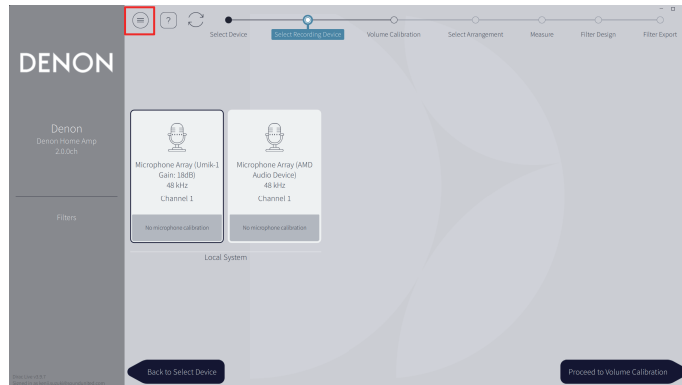 ?
Select Device
Select Recording Device
Volume Calibration
Select Arrangement
Measure
Filter Design
Filter Export
DENON
Denon
Denon Home Amp
2.0.0ch
Filters
Microphone Array (Umik-1
Gain: 18dB)
48 kHz
Channel 1
No microphone calibration
Microphone Array (AMD
Audio Device)
48 kHz
Channel 1
No microphone calibration
Local System
Back to Select Device
Proceed to Volume Calibration